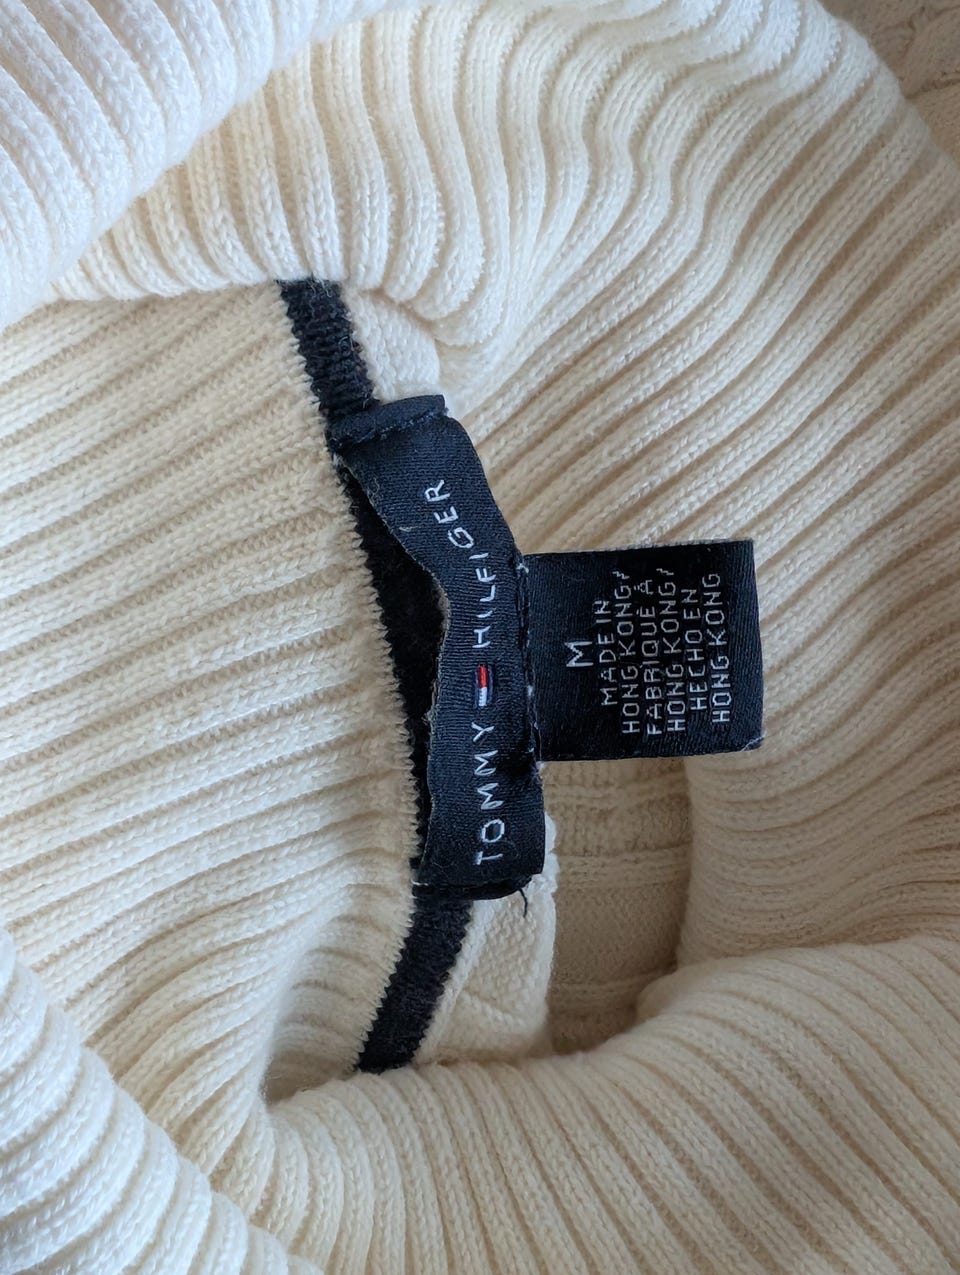 TOMMY HILFIGER
M
MADE IN
HONG KONG/
FABRIQUÉ À
HONG KONG/
HECHO EN
HONG KONG